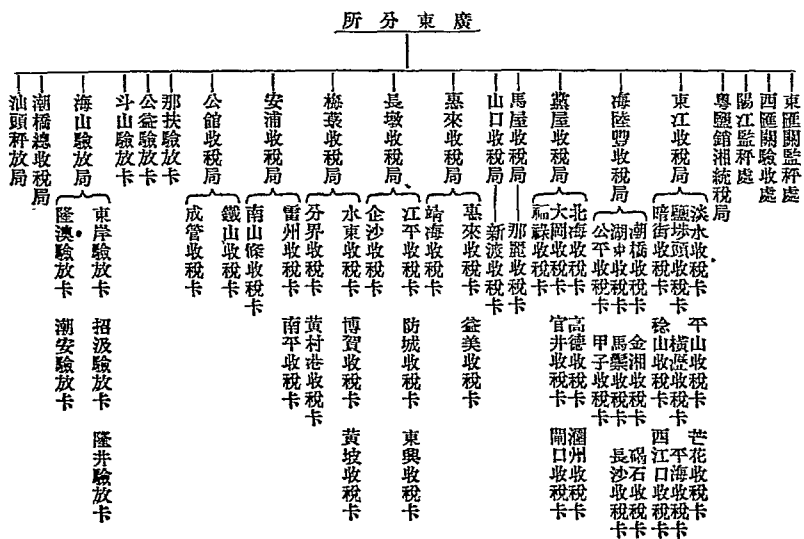 廣東分所
東匯關監秤處
西匯關驗收處
陽江監秤處
粵鹽館湘統稅局
東江收稅局
淡水收稅卡 平山收稅卡 芒花收稅卡
鹽埗頭收稅卡 橫瀝收稅卡 平海收稅卡
暗街收稅卡 稔山收稅卡 西江口收稅卡
海陸豐收稅局
潮橋收稅卡 金湘收稅卡 碣石收稅卡
湖東收稅卡 馬鬃收稅卡 長沙收稅卡
公平收稅卡 甲子收稅卡
黨屋收稅局
北海收稅卡 高德收稅卡 潿州收稅卡
大岡收稅卡 官井收稅卡 閘口收稅卡
福祿收稅卡
馬屋收稅局
那麗收稅卡
山口收稅局
新渡收稅卡
惠來收稅局
惠來收稅卡 益美收稅卡
靖海收稅卡
長墩收稅局
江平收稅卡 防城收稅卡 東興收稅卡
企沙收稅卡
梅菉收稅局
水東收稅卡 博賀收稅卡 黃坡收稅卡
分界收稅卡 黃村港收稅卡
安浦收稅局
雷州收稅卡 南平收稅卡
南山條收稅卡
公館收稅局
鐵山收稅卡
成管收稅卡
那扶驗放卡
公益驗放卡
斗山驗放卡
海山驗放局
東岸驗放卡 招汲驗放卡 隆井驗放卡
隆澳驗放卡 潮安驗放卡
潮橋總收稅局
汕頭秤放局